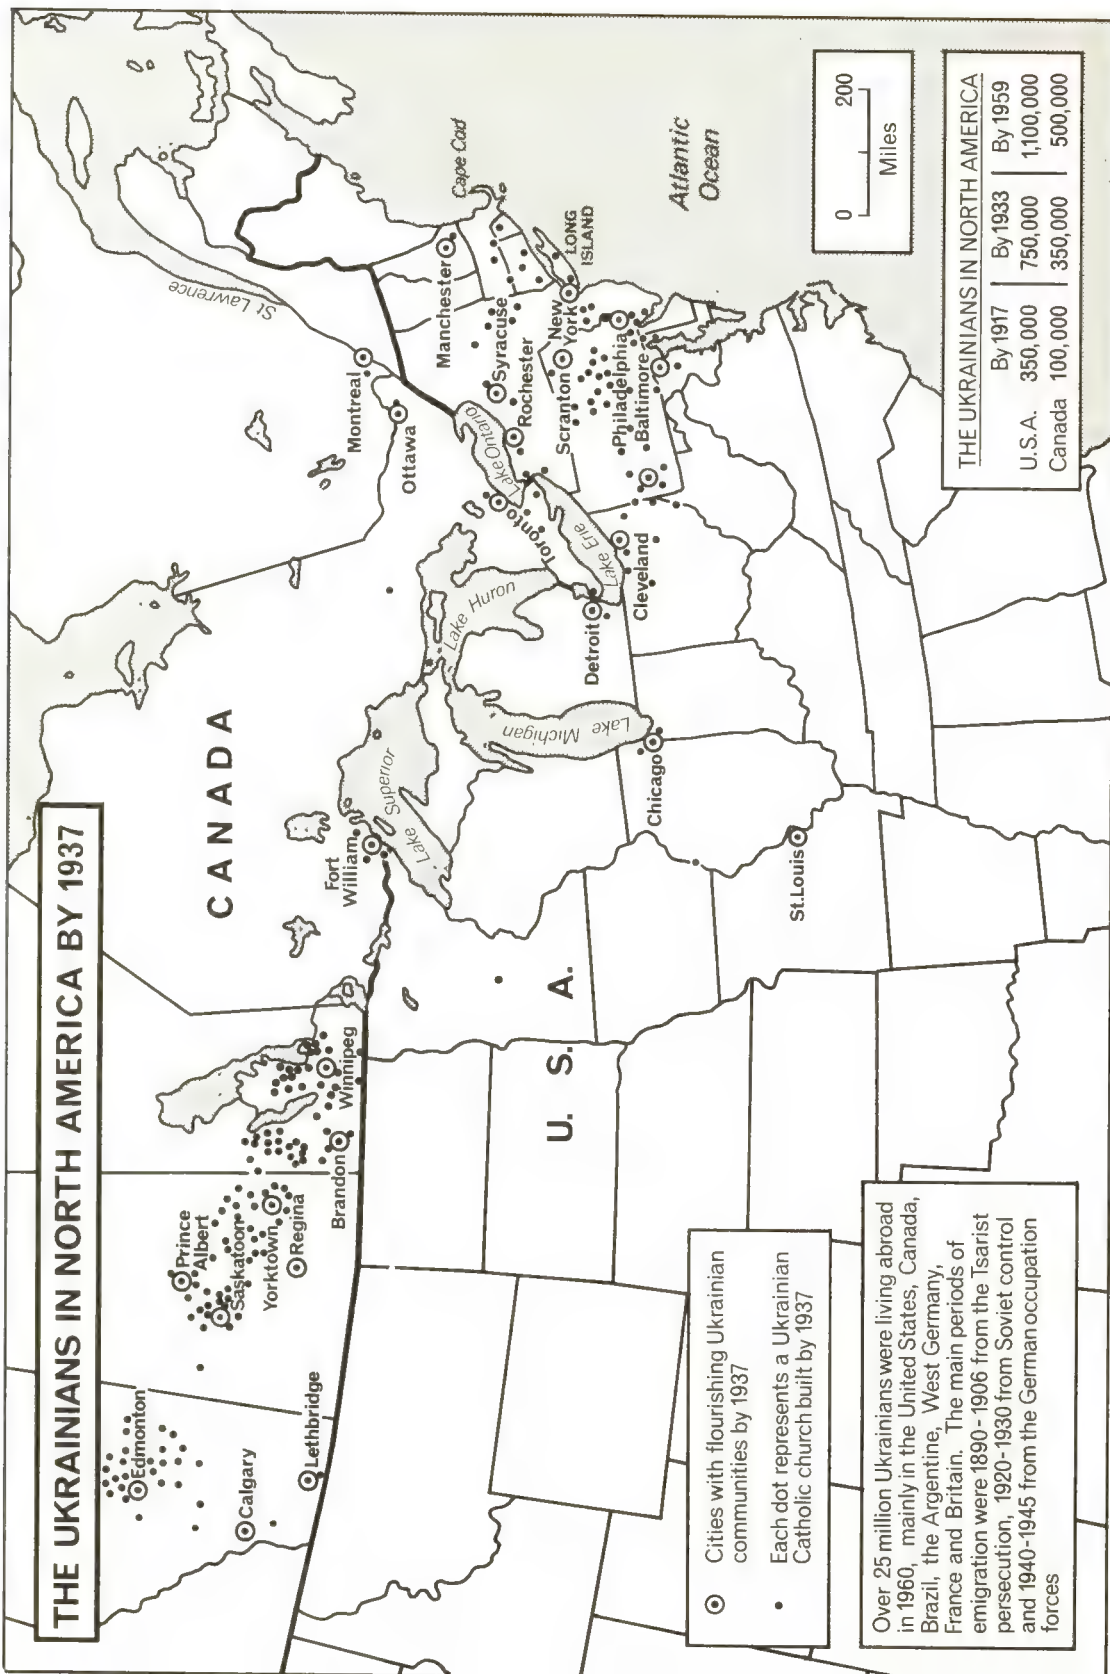 THE UKRAINIANS IN NORTH AMERICA BY 1937
CANADA
U. S. A.
Edmonton
Calgary
Lethbridge
Prince
Albert
Saskatoon
Yorktown
Regina
Brandon
Winnipeg
Fort
William
Lake Superior
Lake Michigan
Lake Huron
Lake Erie
Lake Ontario
St Lawrence
Montreal
Ottawa
Toronto
Detroit
Cleveland
Chicago
St.Louis
Manchester
Syracuse
Rochester
Scranton
New
York
Philadelphia
Baltimore
LONG
ISLAND
Cape Cod
Atlantic
Ocean
0 200
Miles
THE UKRAINIANS IN NORTH AMERICA
By 1917 By 1933 By 1959
U.S.A. 350,000 750,000 1,100,000
Canada 100,000 350,000 500,000
Cities with flourishing Ukrainian
communities by 1937
Each dot represents a Ukrainian
Catholic church built by 1937
Over 25 million Ukrainians were living abroad
in 1960, mainly in the United States, Canada,
Brazil, the Argentine, West Germany,
France and Britain. The main periods of
emigration were 1890-1906 from the Tsarist
persecution, 1920-1930 from Soviet control
and 1940-1945 from the German occupation
forces